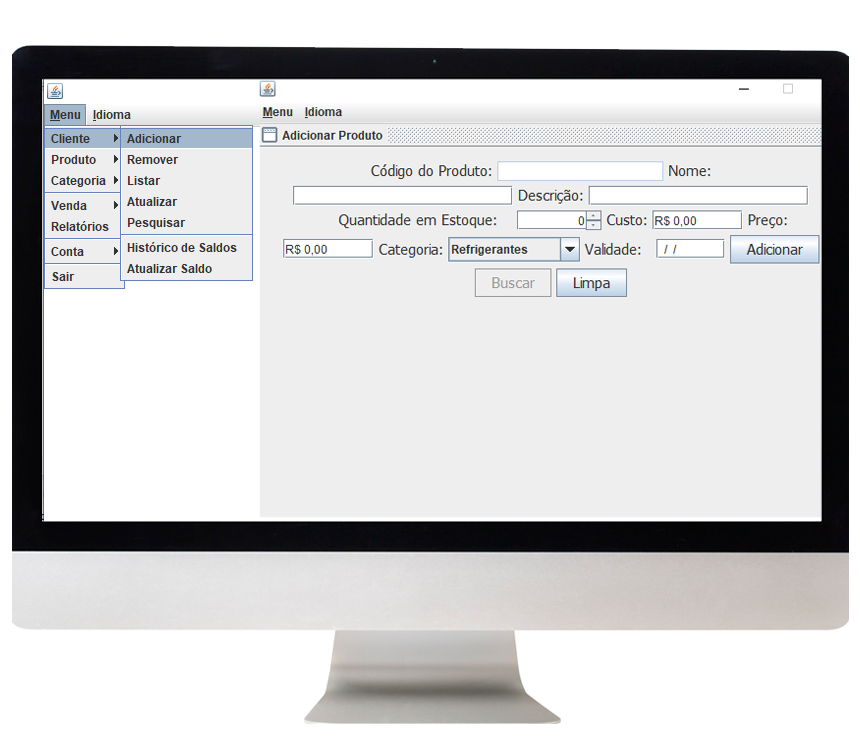 Menu Idioma
Cliente
Produto
Categoria
Venda
Relatórios
Conta
Sair
Adicionar
Remover
Listar
Atualizar
Pesquisar
Histórico de Saldos
Atualizar Saldo
Menu Idioma
Adicionar Produto
Código do Produto: Nome:
Descrição:
Quantidade em Estoque: 0 Custo: R$ 0,00 Preço:
R$ 0,00 Categoria: Refrigerantes Validade: / / Adicionar
Buscar Limpa